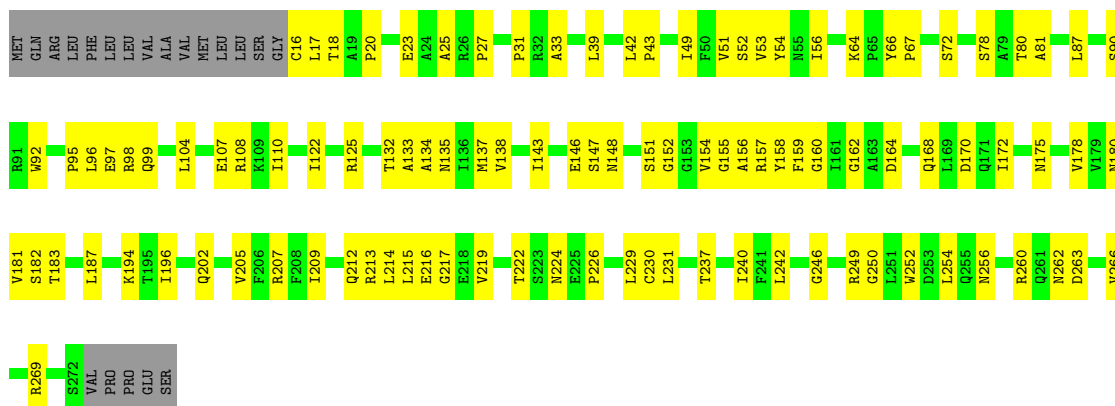 MET GLN ARG LEU PHE LEU LEU VAL ALA VAL MET LEU LEU SER GLY C16 L17 T18 A19 P20 E23 A24 A25 R26 P27 P31 R32 A33 L39 L42 P43 I49 F50 V51 S52 V53 Y54 N55 I56 K64 P65 Y66 P67 S72 S78 A79 T80 A81 L87 S90
R91 W92 P95 L96 E97 R98 Q99 L104 E107 R108 K109 I110 I122 R125 T132 A133 A134 N135 I136 M137 V138 I143 E146 S147 N148 S151 G152 G153 V154 G155 A156 R157 Y158 F159 G160 I161 G162 A163 D164 Q168 L169 D170 Q171 I172 N175 V178 V179 N180
V181 S182 T183 L187 K194 T195 I196 Q202 V205 F206 R207 F208 I209 Q212 R213 L214 L215 E216 G217 E218 V219 T222 S223 N224 E225 P226 L229 C230 L231 T237 I240 F241 L242 G246 R249 G250 L251 W252 D253 L254 Q255 N256 R260 Q261 N262 D263 V266
R269 S272 VAL PRO PRO GLU SER